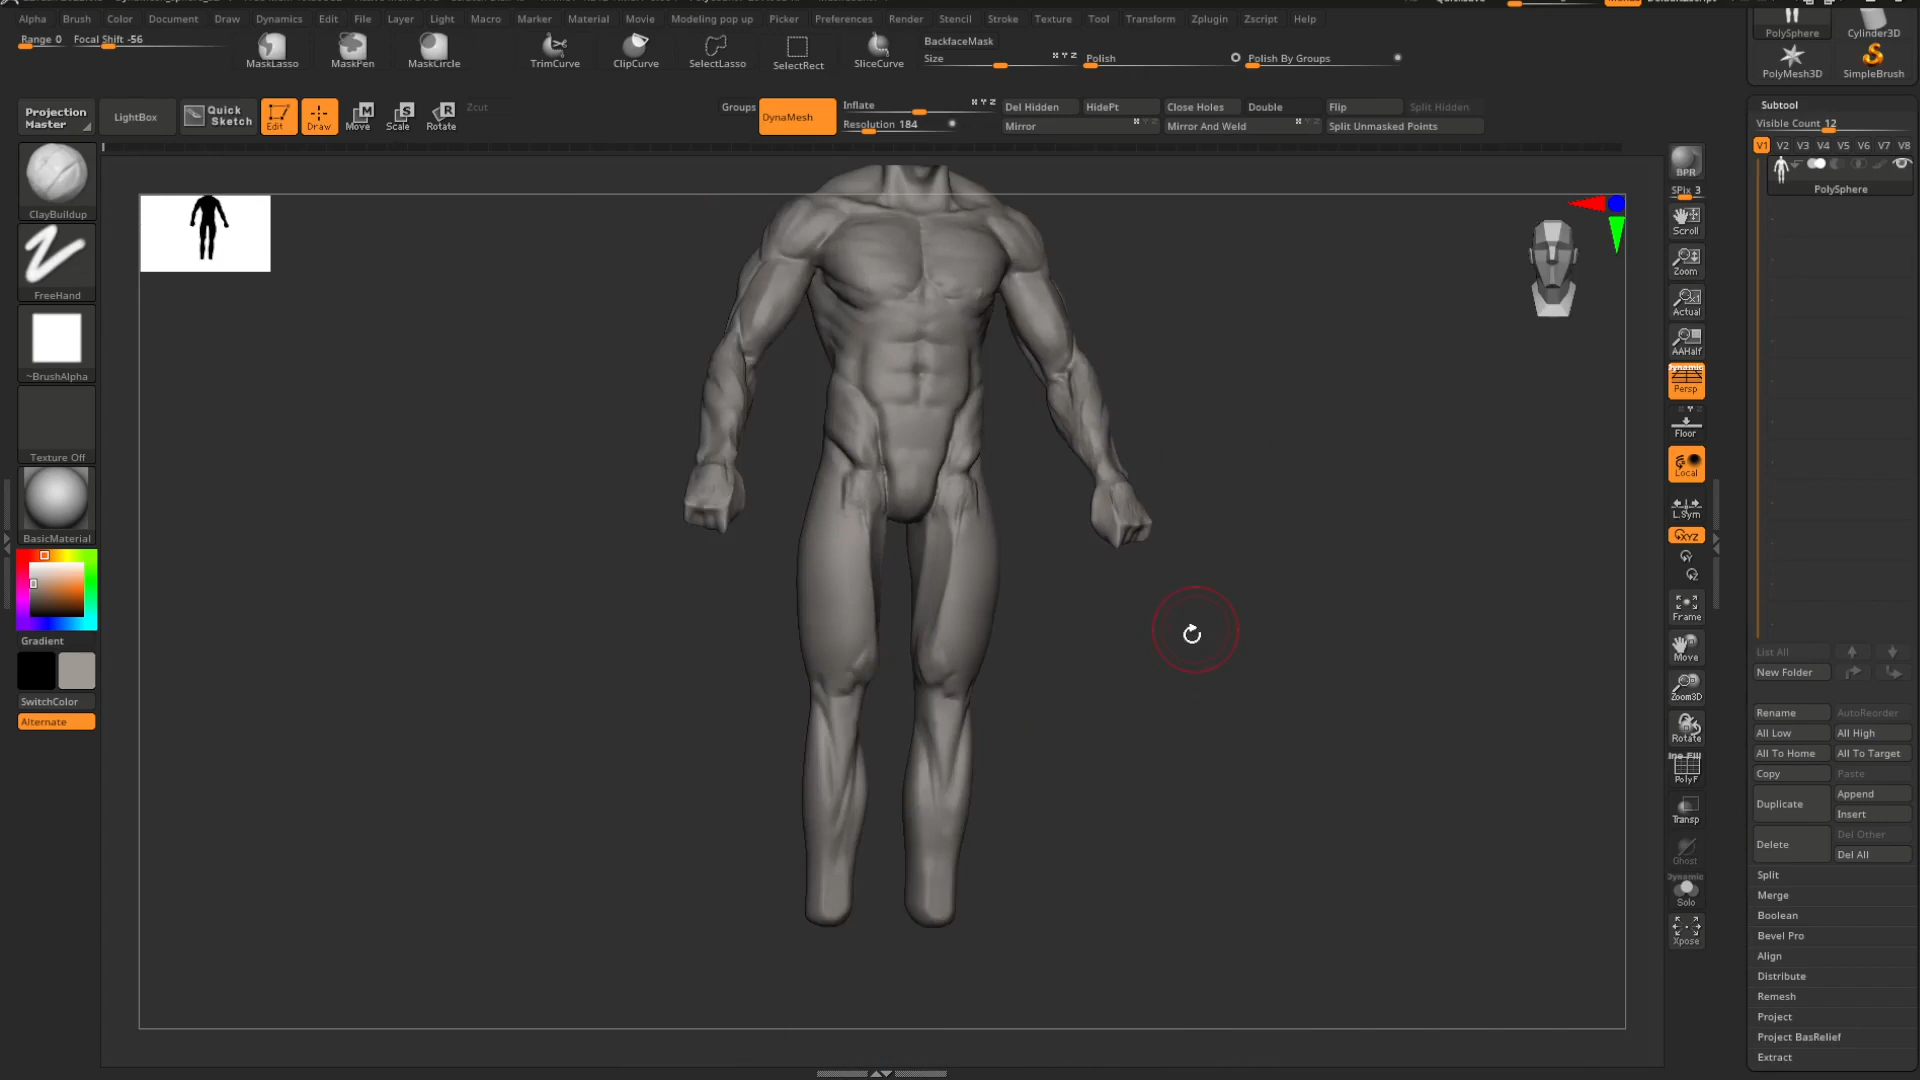 Alpha Brush Color Document Draw Dynamics Edit File Layer Light Macro Marker Material Movie Modeling pop up Picker Preferences Render Stencil Stroke Texture Tool Transform Zplugin Zscript Help
Range 0 Focal Shift -56
MaskLasso MaskPen MaskCircle TrimCurve ClipCurve SelectLasso SelectRect SliceCurve
BackfaceMask
Size
X Y Z
Polish
Polish By Groups
PolySphere Cylinder3D
PolyMesh3D SimpleBrush
Projection
Master
LightBox
Quick
Sketch
Edit Draw Move Scale Rotate
Zcut
Groups
DynaMesh
Inflate
X Y Z
Resolution 184
Del Hidden HidePt Close Holes Double Flip Split Hidden
Mirror Mirror And Weld Split Unmasked Points
ClayBuildup
FreeHand
~BrushAlpha
Texture Off
BasicMaterial
Gradient
SwitchColor
Alternate
BPR
SPix 3
Scroll
Zoom
Actual
AAHalf
Dynamic
Persp
Floor
Local
L.Sym
XYZ
Frame
Move
Zoom3D
Rotate
PolyF
Transp
Ghost
Dynamic
Solo
Xpose
Subtool
Visible Count 12
V1 V2 V3 V4 V5 V6 V7 V8
PolySphere
List All
New Folder
Rename AutoReorder
All Low All High
All To Home All To Target
Copy Paste
Duplicate Append
Insert
Delete Del Other
Del All
Split
Merge
Boolean
Bevel Pro
Align
Distribute
Remesh
Project
Project BasRelief
Extract